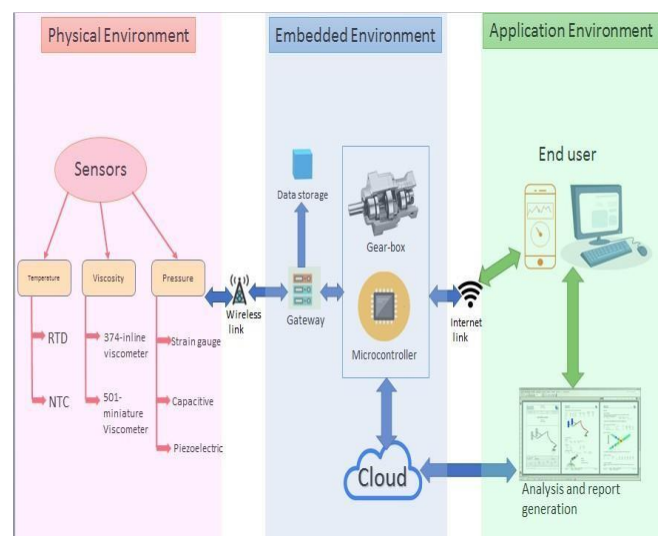 Physical Environment
Embedded Environment
Application Environment
Sensors
Temperature
Viscosity
Pressure
RTD
NTC
374-inline
viscometer
501-
miniature
Viscometer
Strain gauge
Capacitive
Piezoelectric
Wireless
link
Data storage
Gateway
Gear-box
Microcontroller
Cloud
Internet
link
End user
Analysis and report
generation